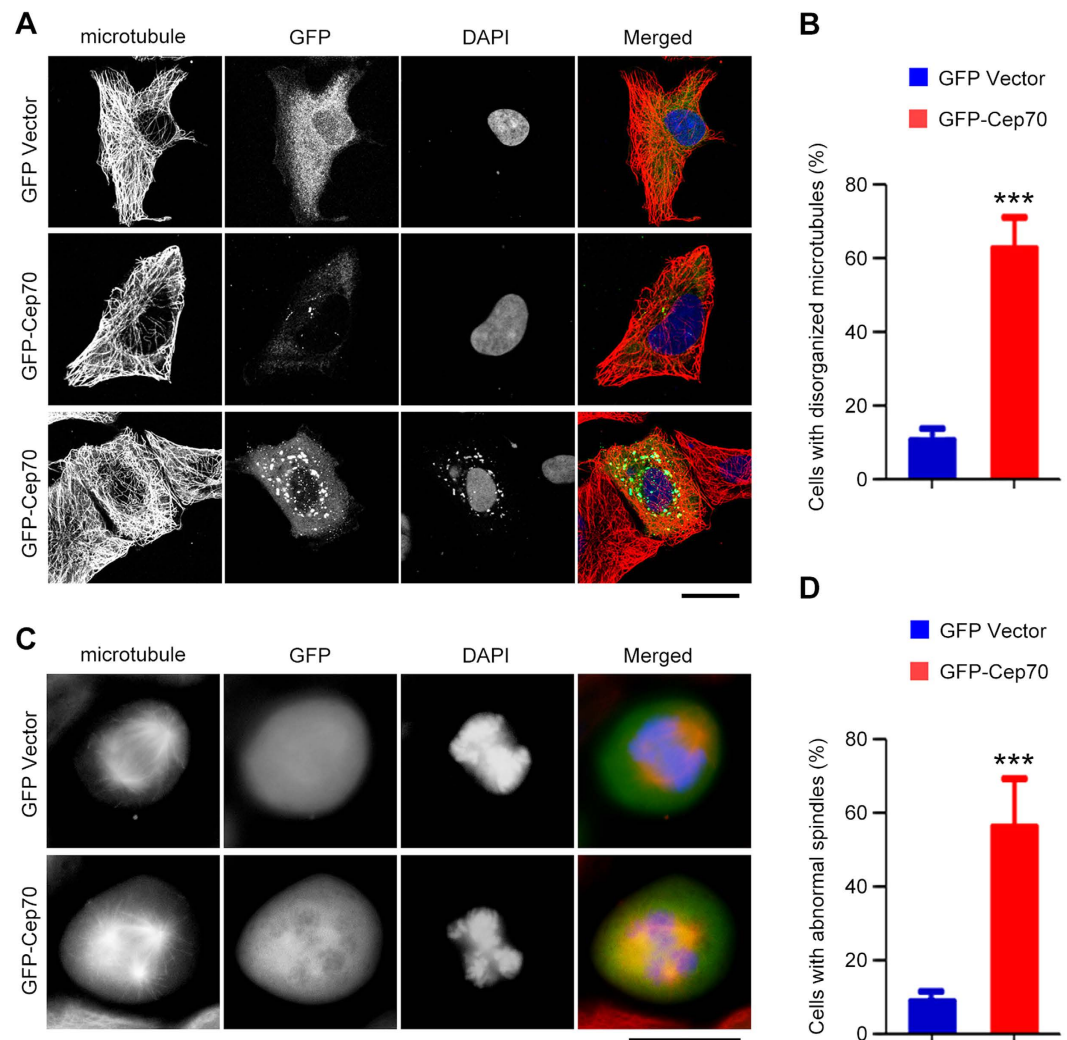 A
microtubule GFP DAPI Merged
GFP Vector
GFP-Cep70
GFP-Cep70
B
GFP Vector
GFP-Cep70
Cells with disorganized microtubules (%)
80
60
40
20
0
***
C
microtubule GFP DAPI Merged
GFP Vector
GFP-Cep70
D
GFP Vector
GFP-Cep70
Cells with abnormal spindles (%)
80
60
40
20
0
***